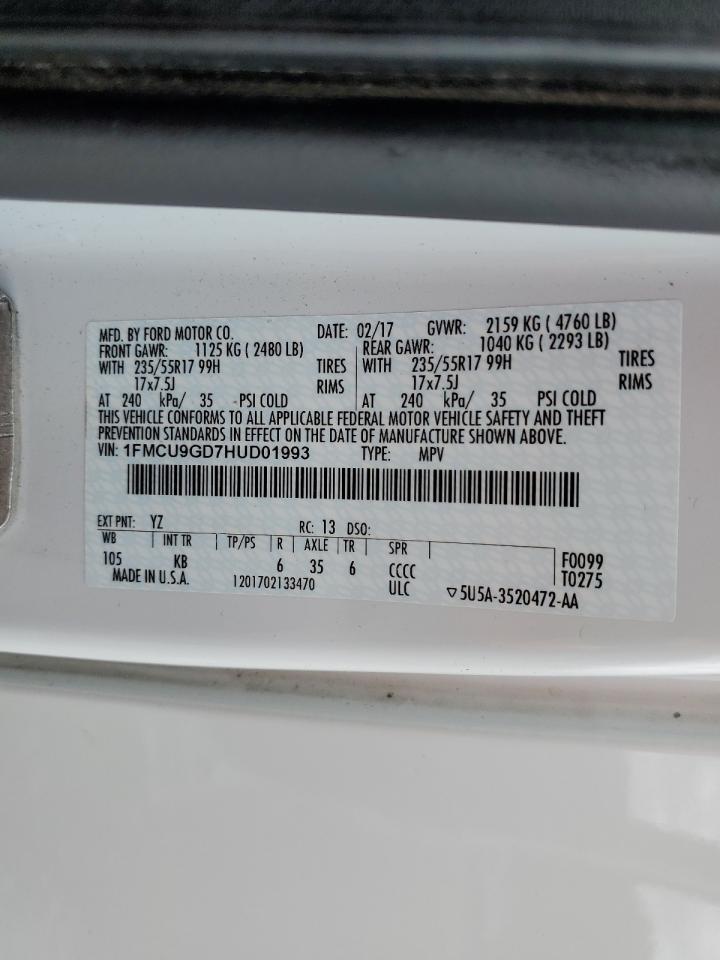 MFD. BY FORD MOTOR CO. DATE: 02/17 GVWR: 2159 KG ( 4760 LB)
FRONT GAWR: 1125 KG ( 2480 LB) REAR GAWR: 1040 KG ( 2293 LB)
WITH 235/55R17 99H TIRES WITH 235/55R17 99H TIRES
17x7.5J RIMS 17x7.5J RIMS
AT 240 kPa/ 35 PSI COLD AT 240 kPa/ 35 PSI COLD
THIS VEHICLE CONFORMS TO ALL APPLICABLE FEDERAL MOTOR VEHICLE SAFETY AND THEFT
PREVENTION STANDARDS IN EFFECT ON THE DATE OF MANUFACTURE SHOWN ABOVE.
VIN: 1FMCU9GD7HUD01993 TYPE: MPV
EXT PNT: YZ RC: 13 DSO:
WB INT TR TP/PS R AXLE TR SPR
105 KB 6 35 6 CCCC F0099
MADE IN U.S.A. 1201702133470 ULC T0275
▽5U5A-3520472-AA